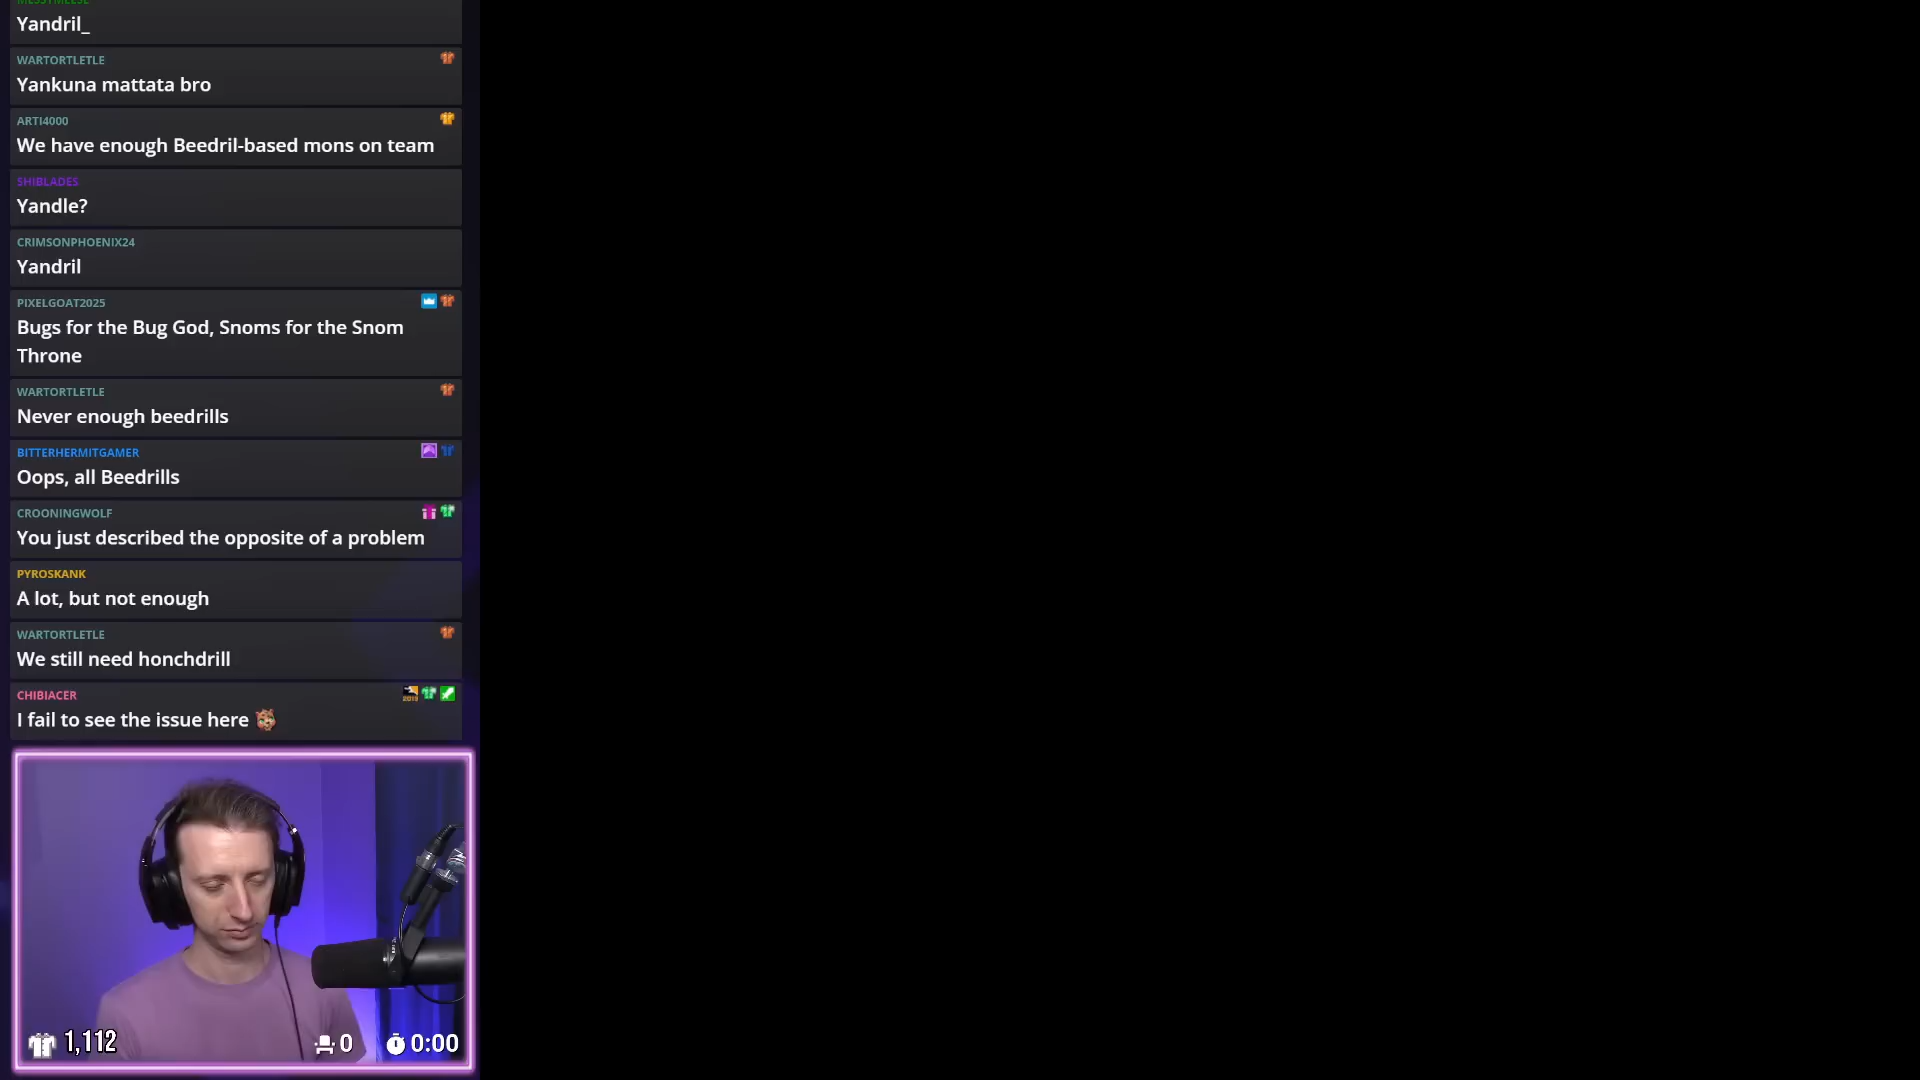 MESSYMEESE
Yandril_
WARTORTLETLE
Yankuna mattata bro
ARTI4000
We have enough Beedril-based mons on team
SHIBLADES
Yandle?
CRIMSONPHOENIX24
Yandril
PIXELGOAT2025
Bugs for the Bug God, Snoms for the Snom
Throne
WARTORTLETLE
Never enough beedrills
BITTERHERMITGAMER
Oops, all Beedrills
CROONINGWOLF
You just described the opposite of a problem
PYROSKANK
A lot, but not enough
WARTORTLETLE
We still need honchdrill
CHIBIACER
I fail to see the issue here
1,112
0
0:00